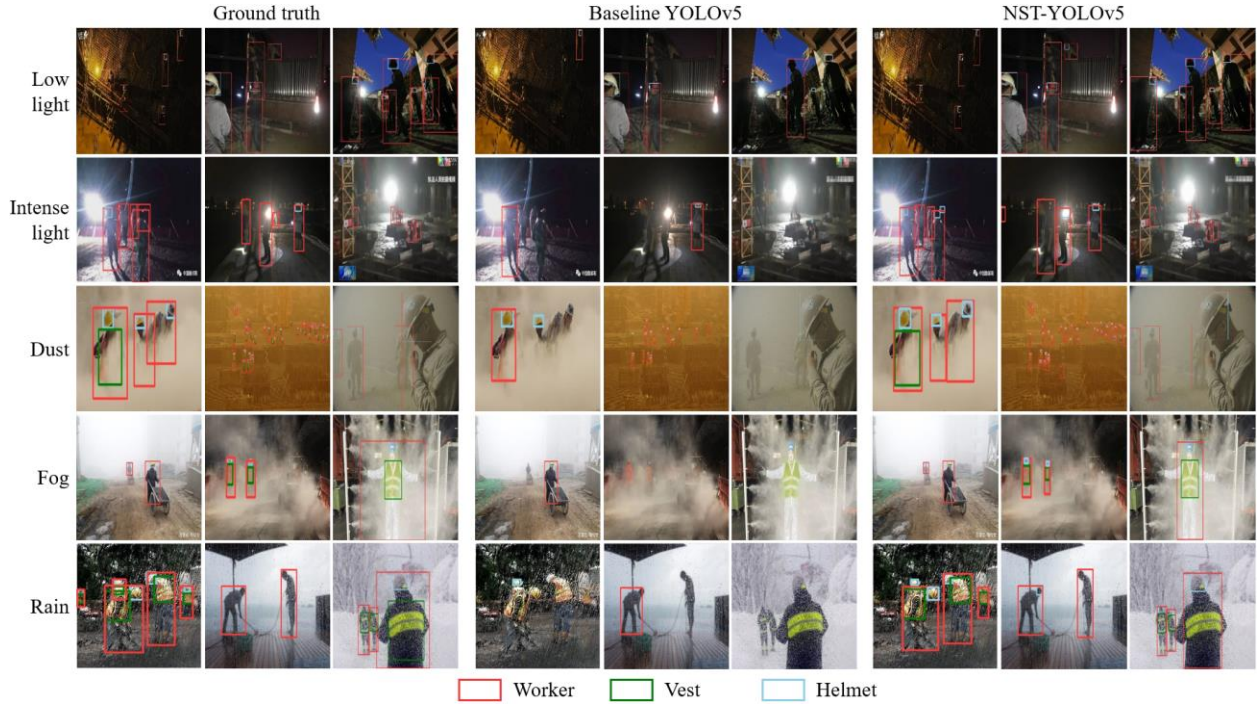 Ground truth Baseline YOLOv5 NST-YOLOv5
Low
light
Intense
light
Dust
Fog
Rain
Worker Vest Helmet